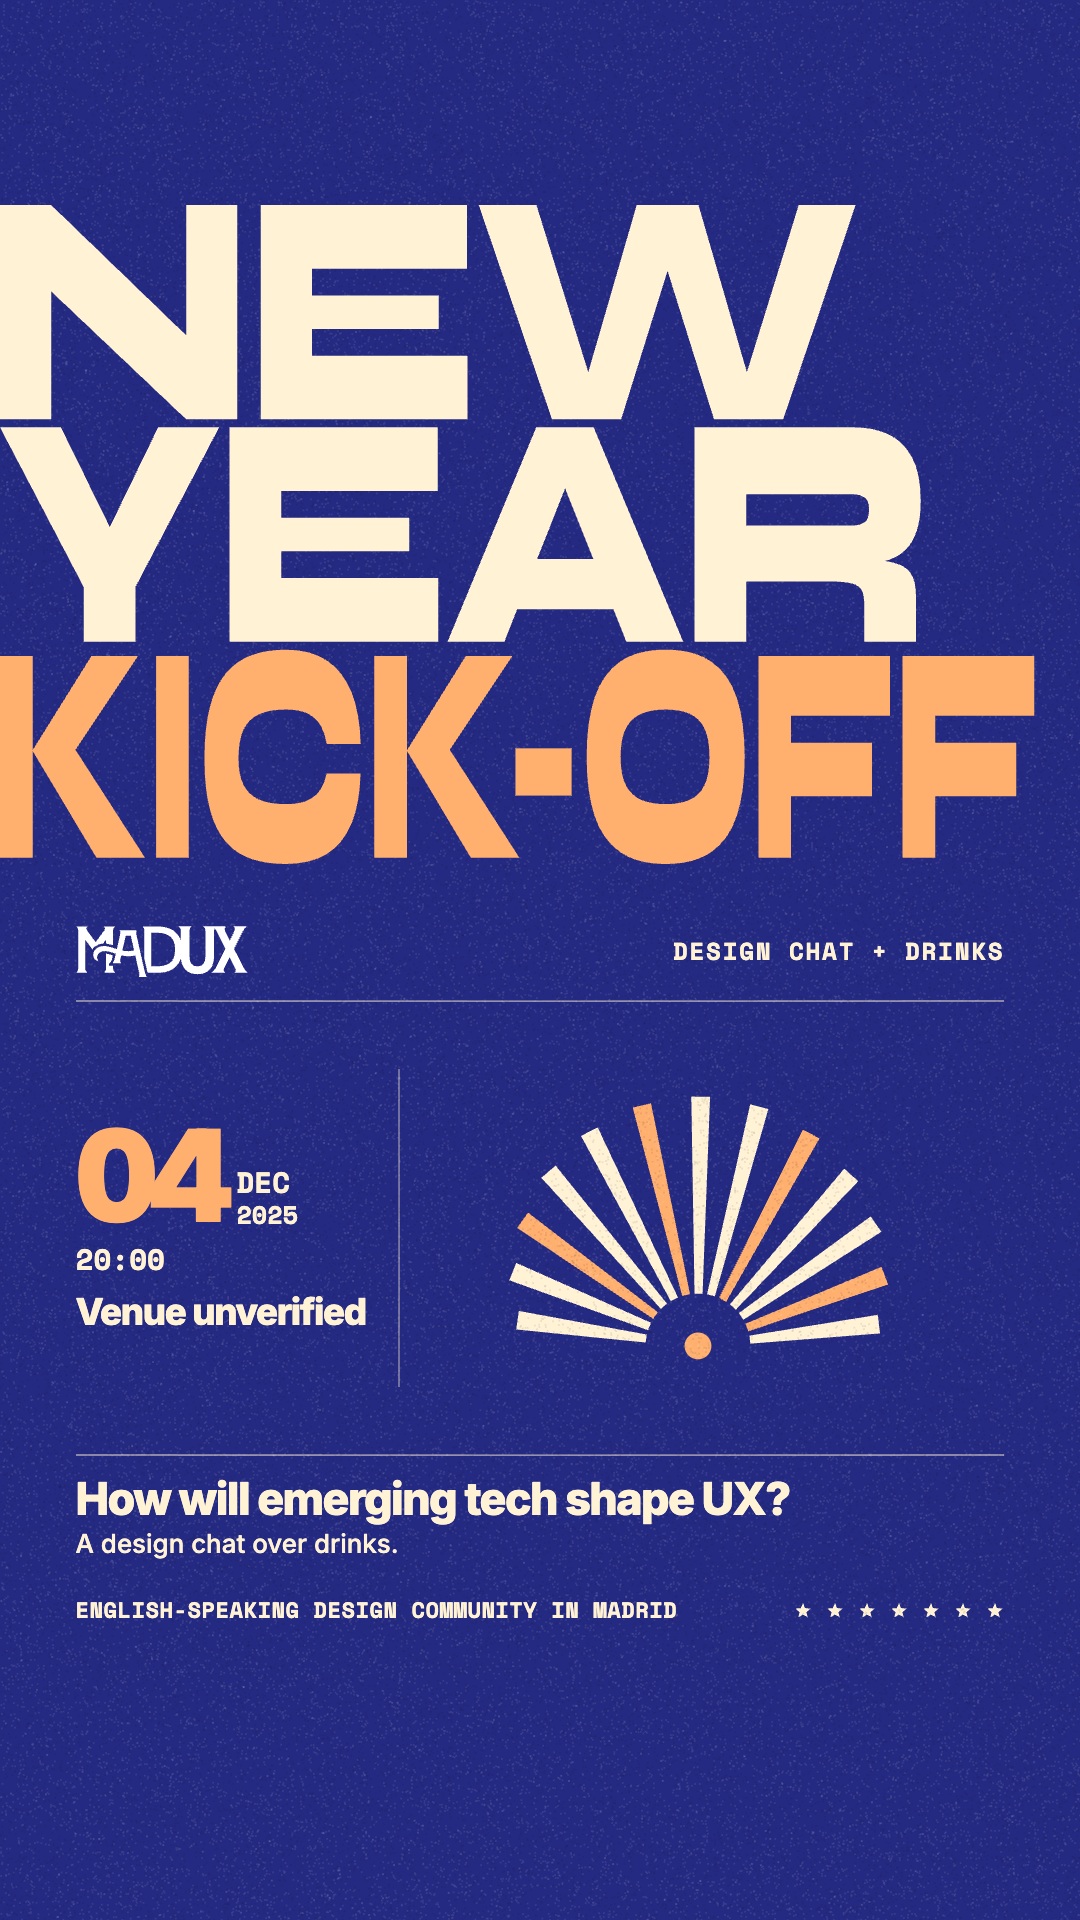 NEW
YEAR
KICK-OFF
MADUX
DESIGN CHAT + DRINKS
04
DEC
2025
20:00
Venue unverified
How will emerging tech shape UX?
A design chat over drinks.
ENGLISH-SPEAKING DESIGN COMMUNITY IN MADRID